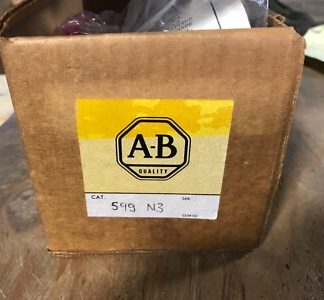 A-B
QUALITY
CAT.
SER.
599 N3